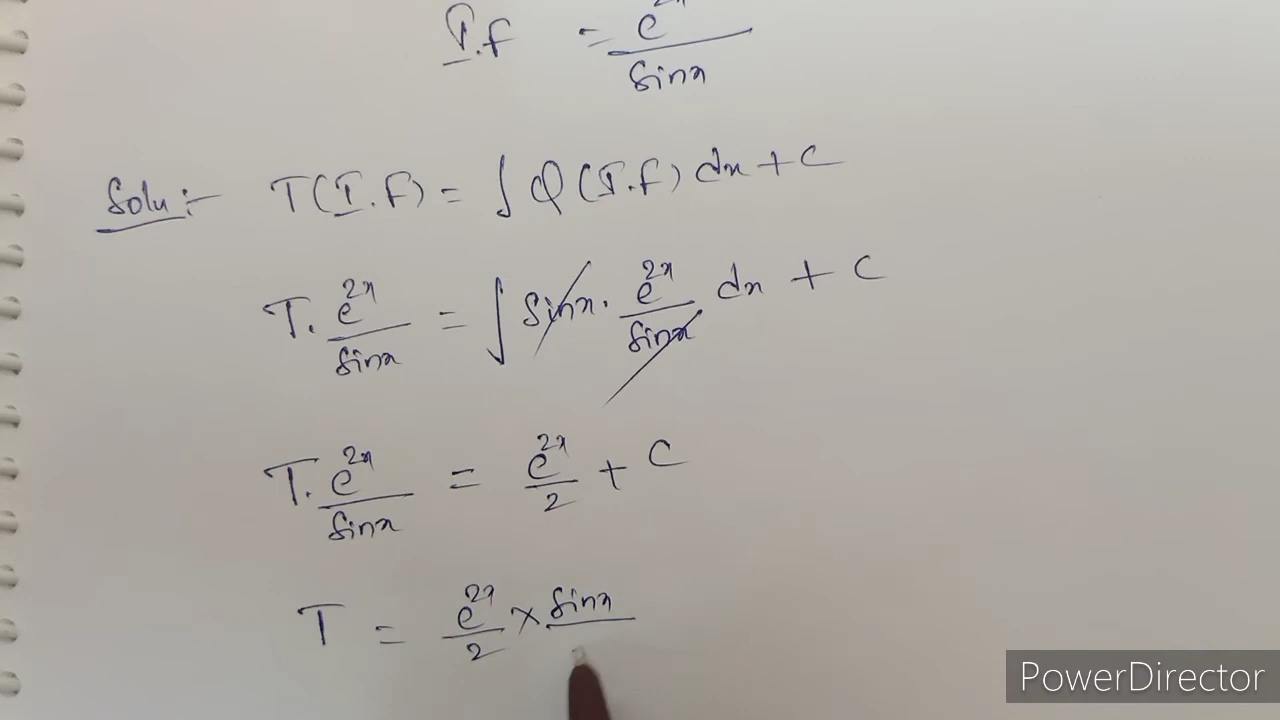 I.f = e^2x / sinx
Solu:- T(I.f) = ∫ Q (I.f) dx + c
T. e^2x / sinx = ∫ sinx. e^2x / sinx dx + c
T. e^2x / sinx = e^2x / 2 + c
T = e^2x / 2 × sinx /
PowerDirector